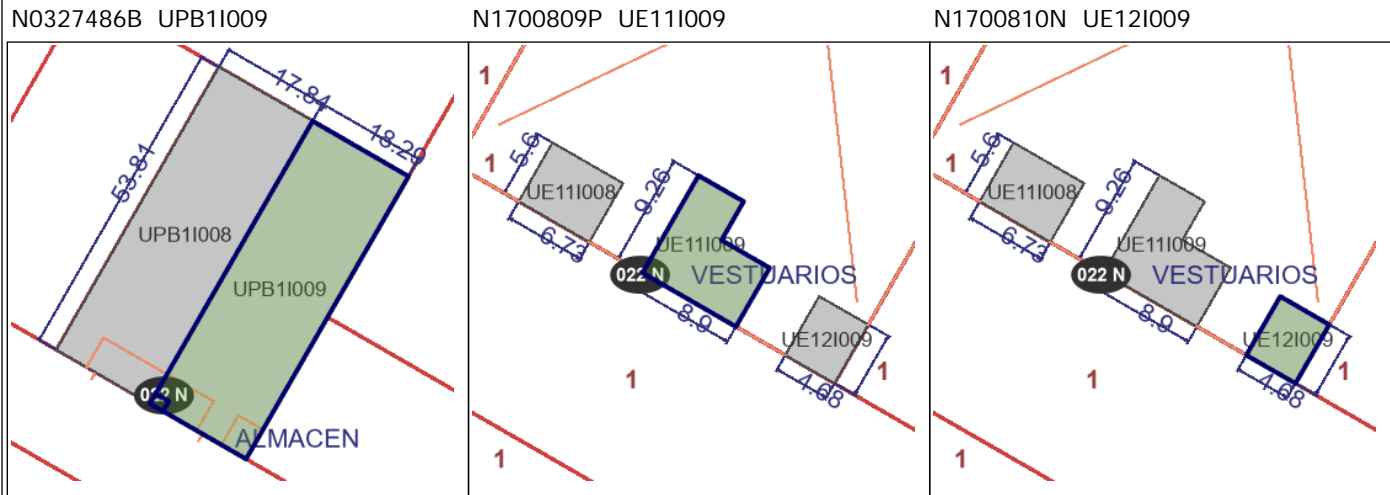 N0327486B UPB1I009
N1700809P UE11I009
N1700810N UE12I009
17.84
18.29
53.81
UPB1I008
UPB1I009
022 N
ALMACEN
1
1
5.6
UE11I008
6.73
9.26
UE11I009
022 N
VESTUARIOS
8.9
UE12I009
4.68
1
1
1
1
1
5.6
UE11I008
6.73
9.26
UE11I009
022 N
VESTUARIOS
8.9
UE12I009
4.68
1
1
1